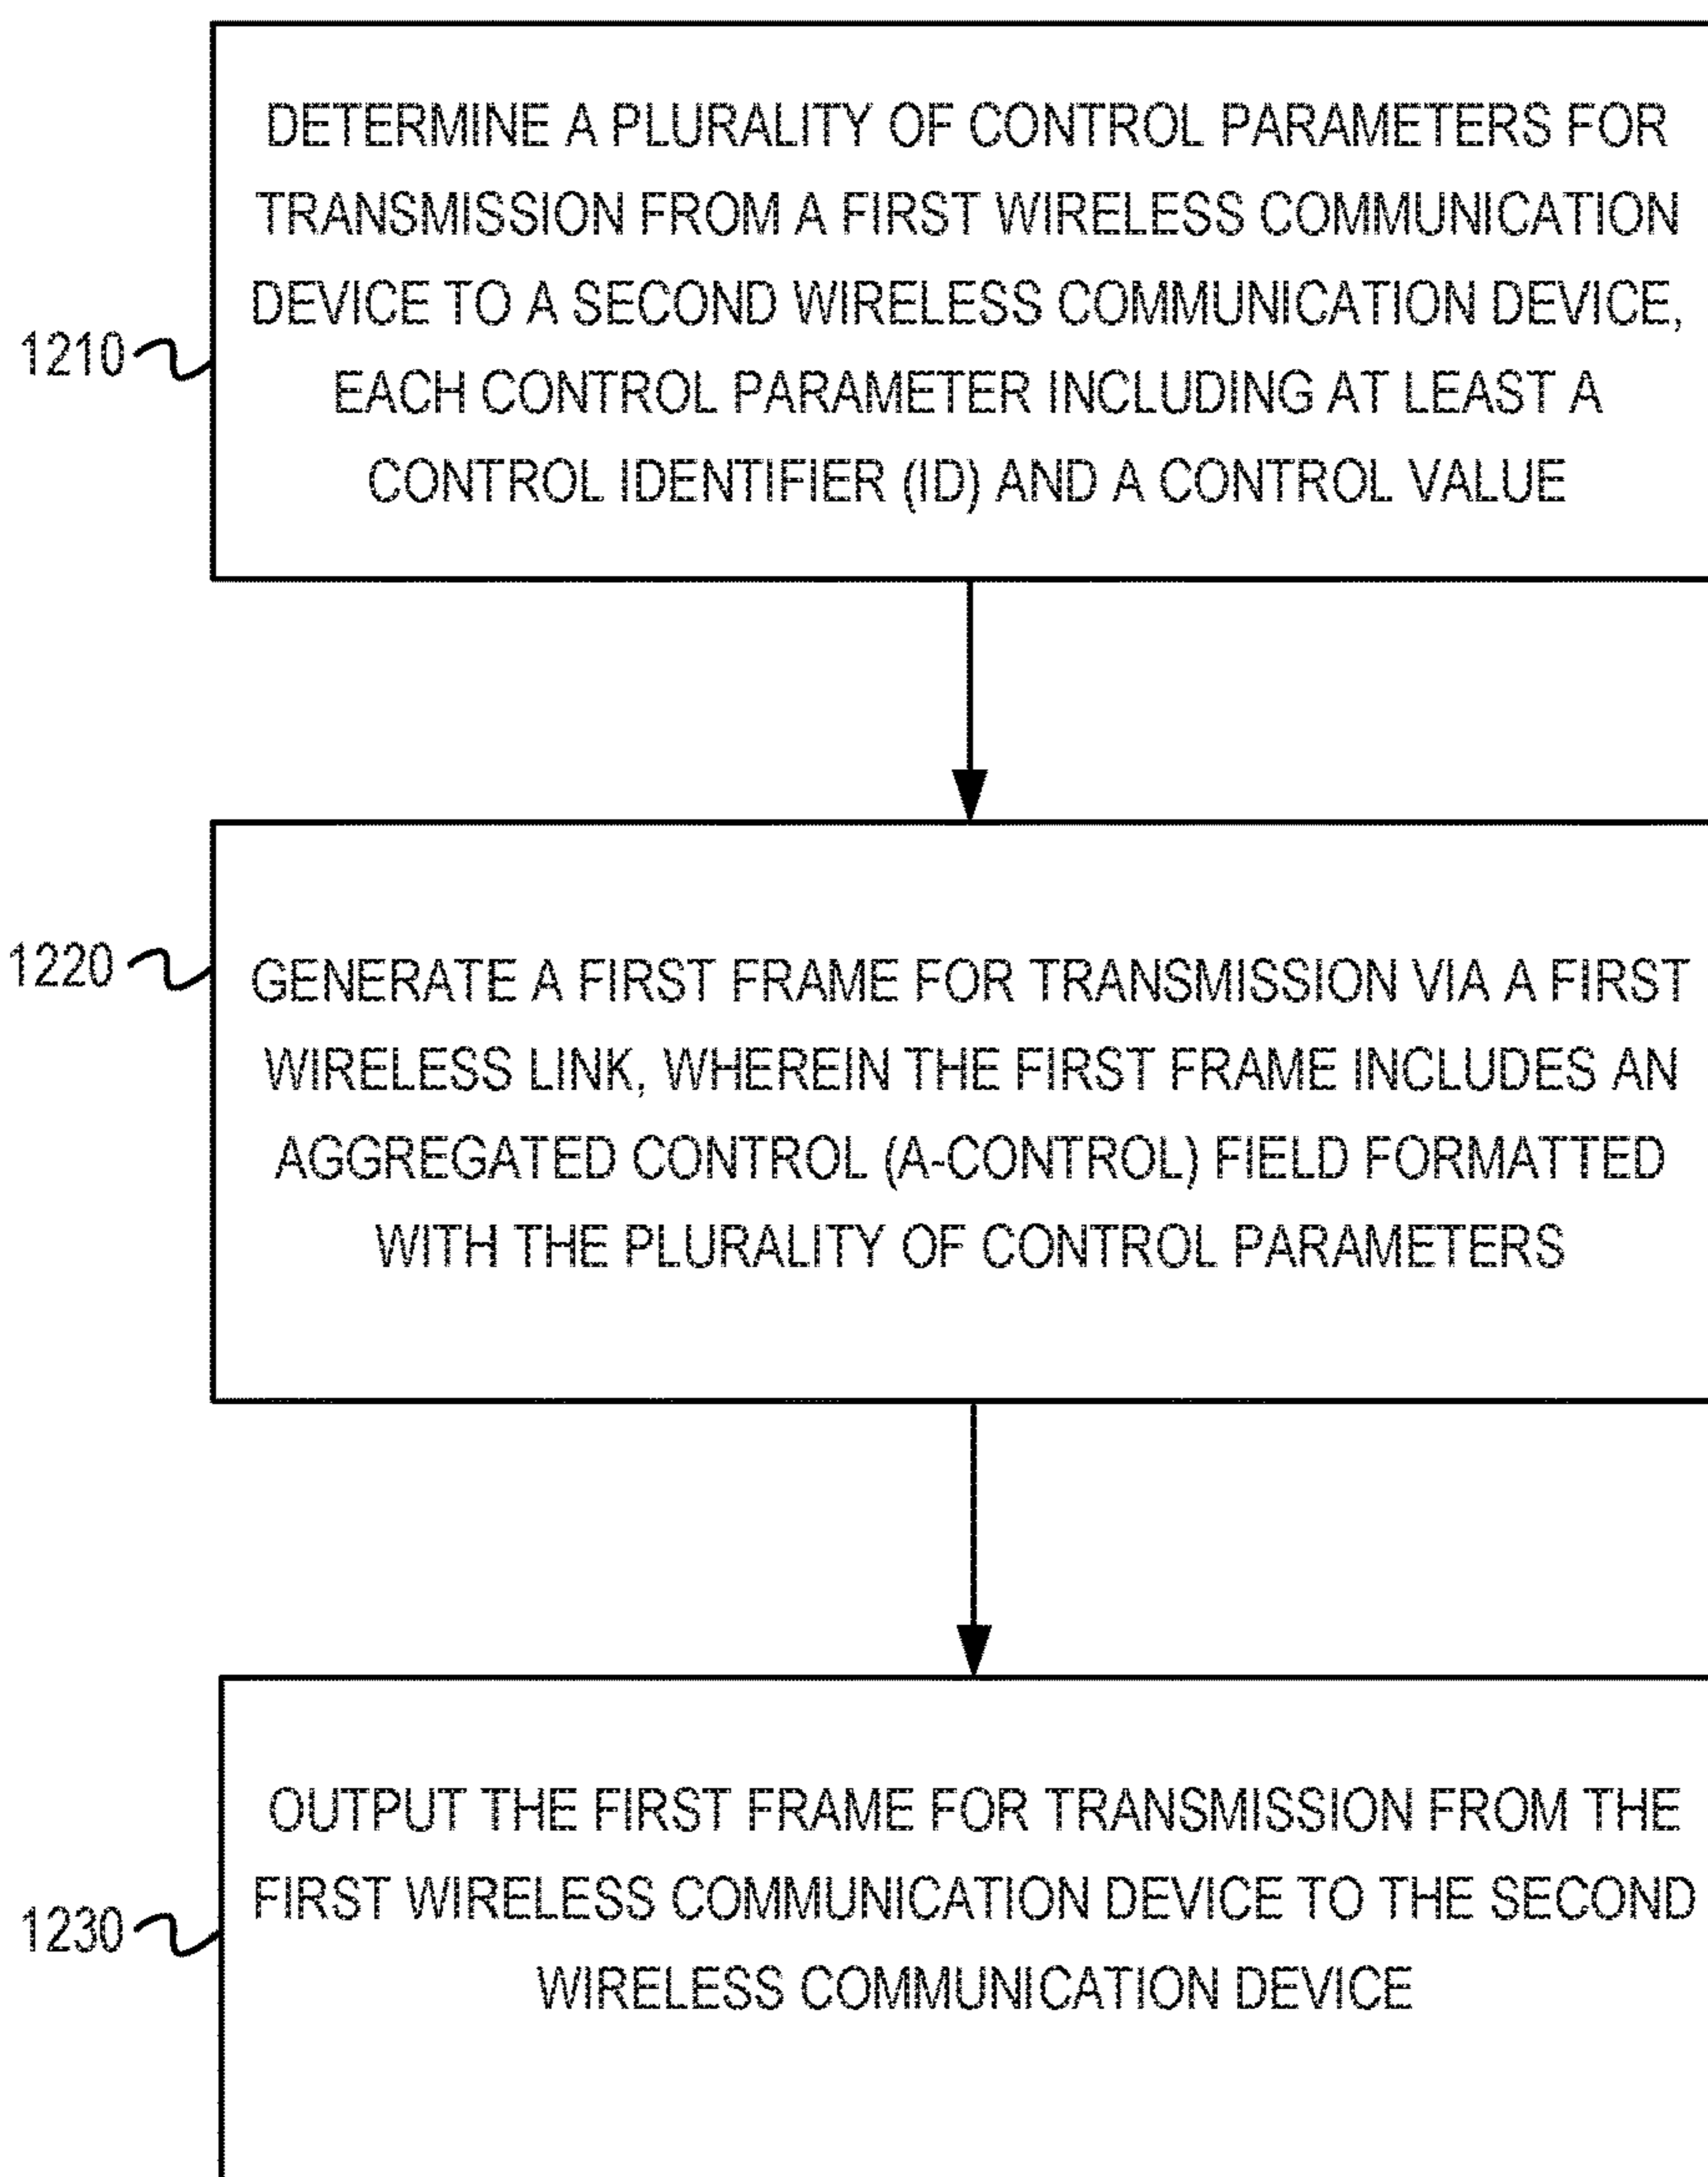 DETERMINE A PLURALITY OF CONTROL PARAMETERS FOR
TRANSMISSION FROM A FIRST WIRELESS COMMUNICATION
DEVICE TO A SECOND WIRELESS COMMUNICATION DEVICE,
EACH CONTROL PARAMETER INCLUDING AT LEAST A
CONTROL IDENTIFIER (ID) AND A CONTROL VALUE
1210
1220
GENERATE A FIRST FRAME FOR TRANSMISSION VIA A FIRST
WIRELESS LINK, WHEREIN THE FIRST FRAME INCLUDES AN
AGGREGATED CONTROL (A-CONTROL) FIELD FORMATTED
WITH THE PLURALITY OF CONTROL PARAMETERS
OUTPUT THE FIRST FRAME FOR TRANSMISSION FROM THE
FIRST WIRELESS COMMUNICATION DEVICE TO THE SECOND
WIRELESS COMMUNICATION DEVICE
1230